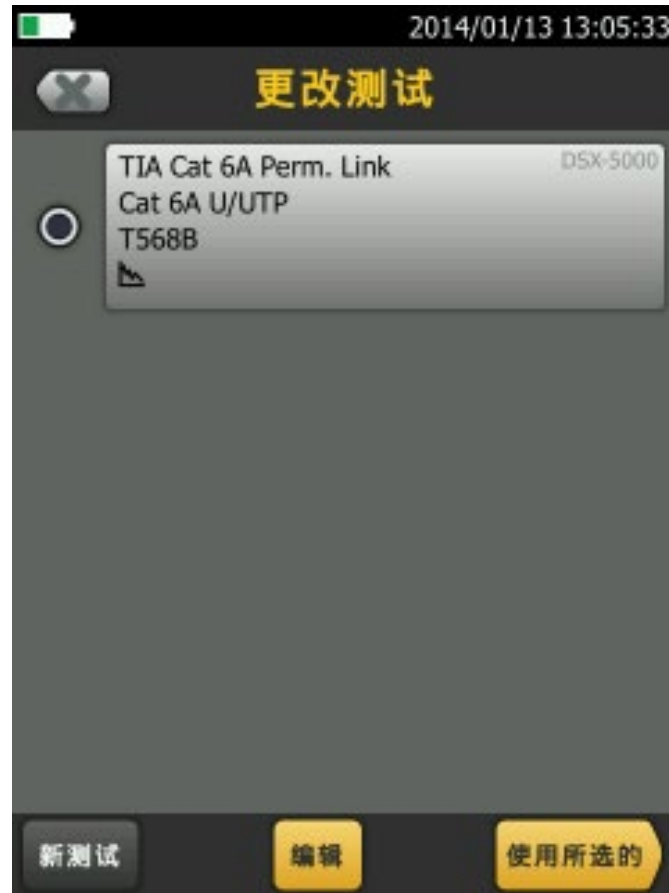 2014/01/13 13:05:33
更改测试
TIA Cat 6A Perm. Link
DSX-5000
Cat 6A U/UTP
T568B
新测试
编辑
使用所选的